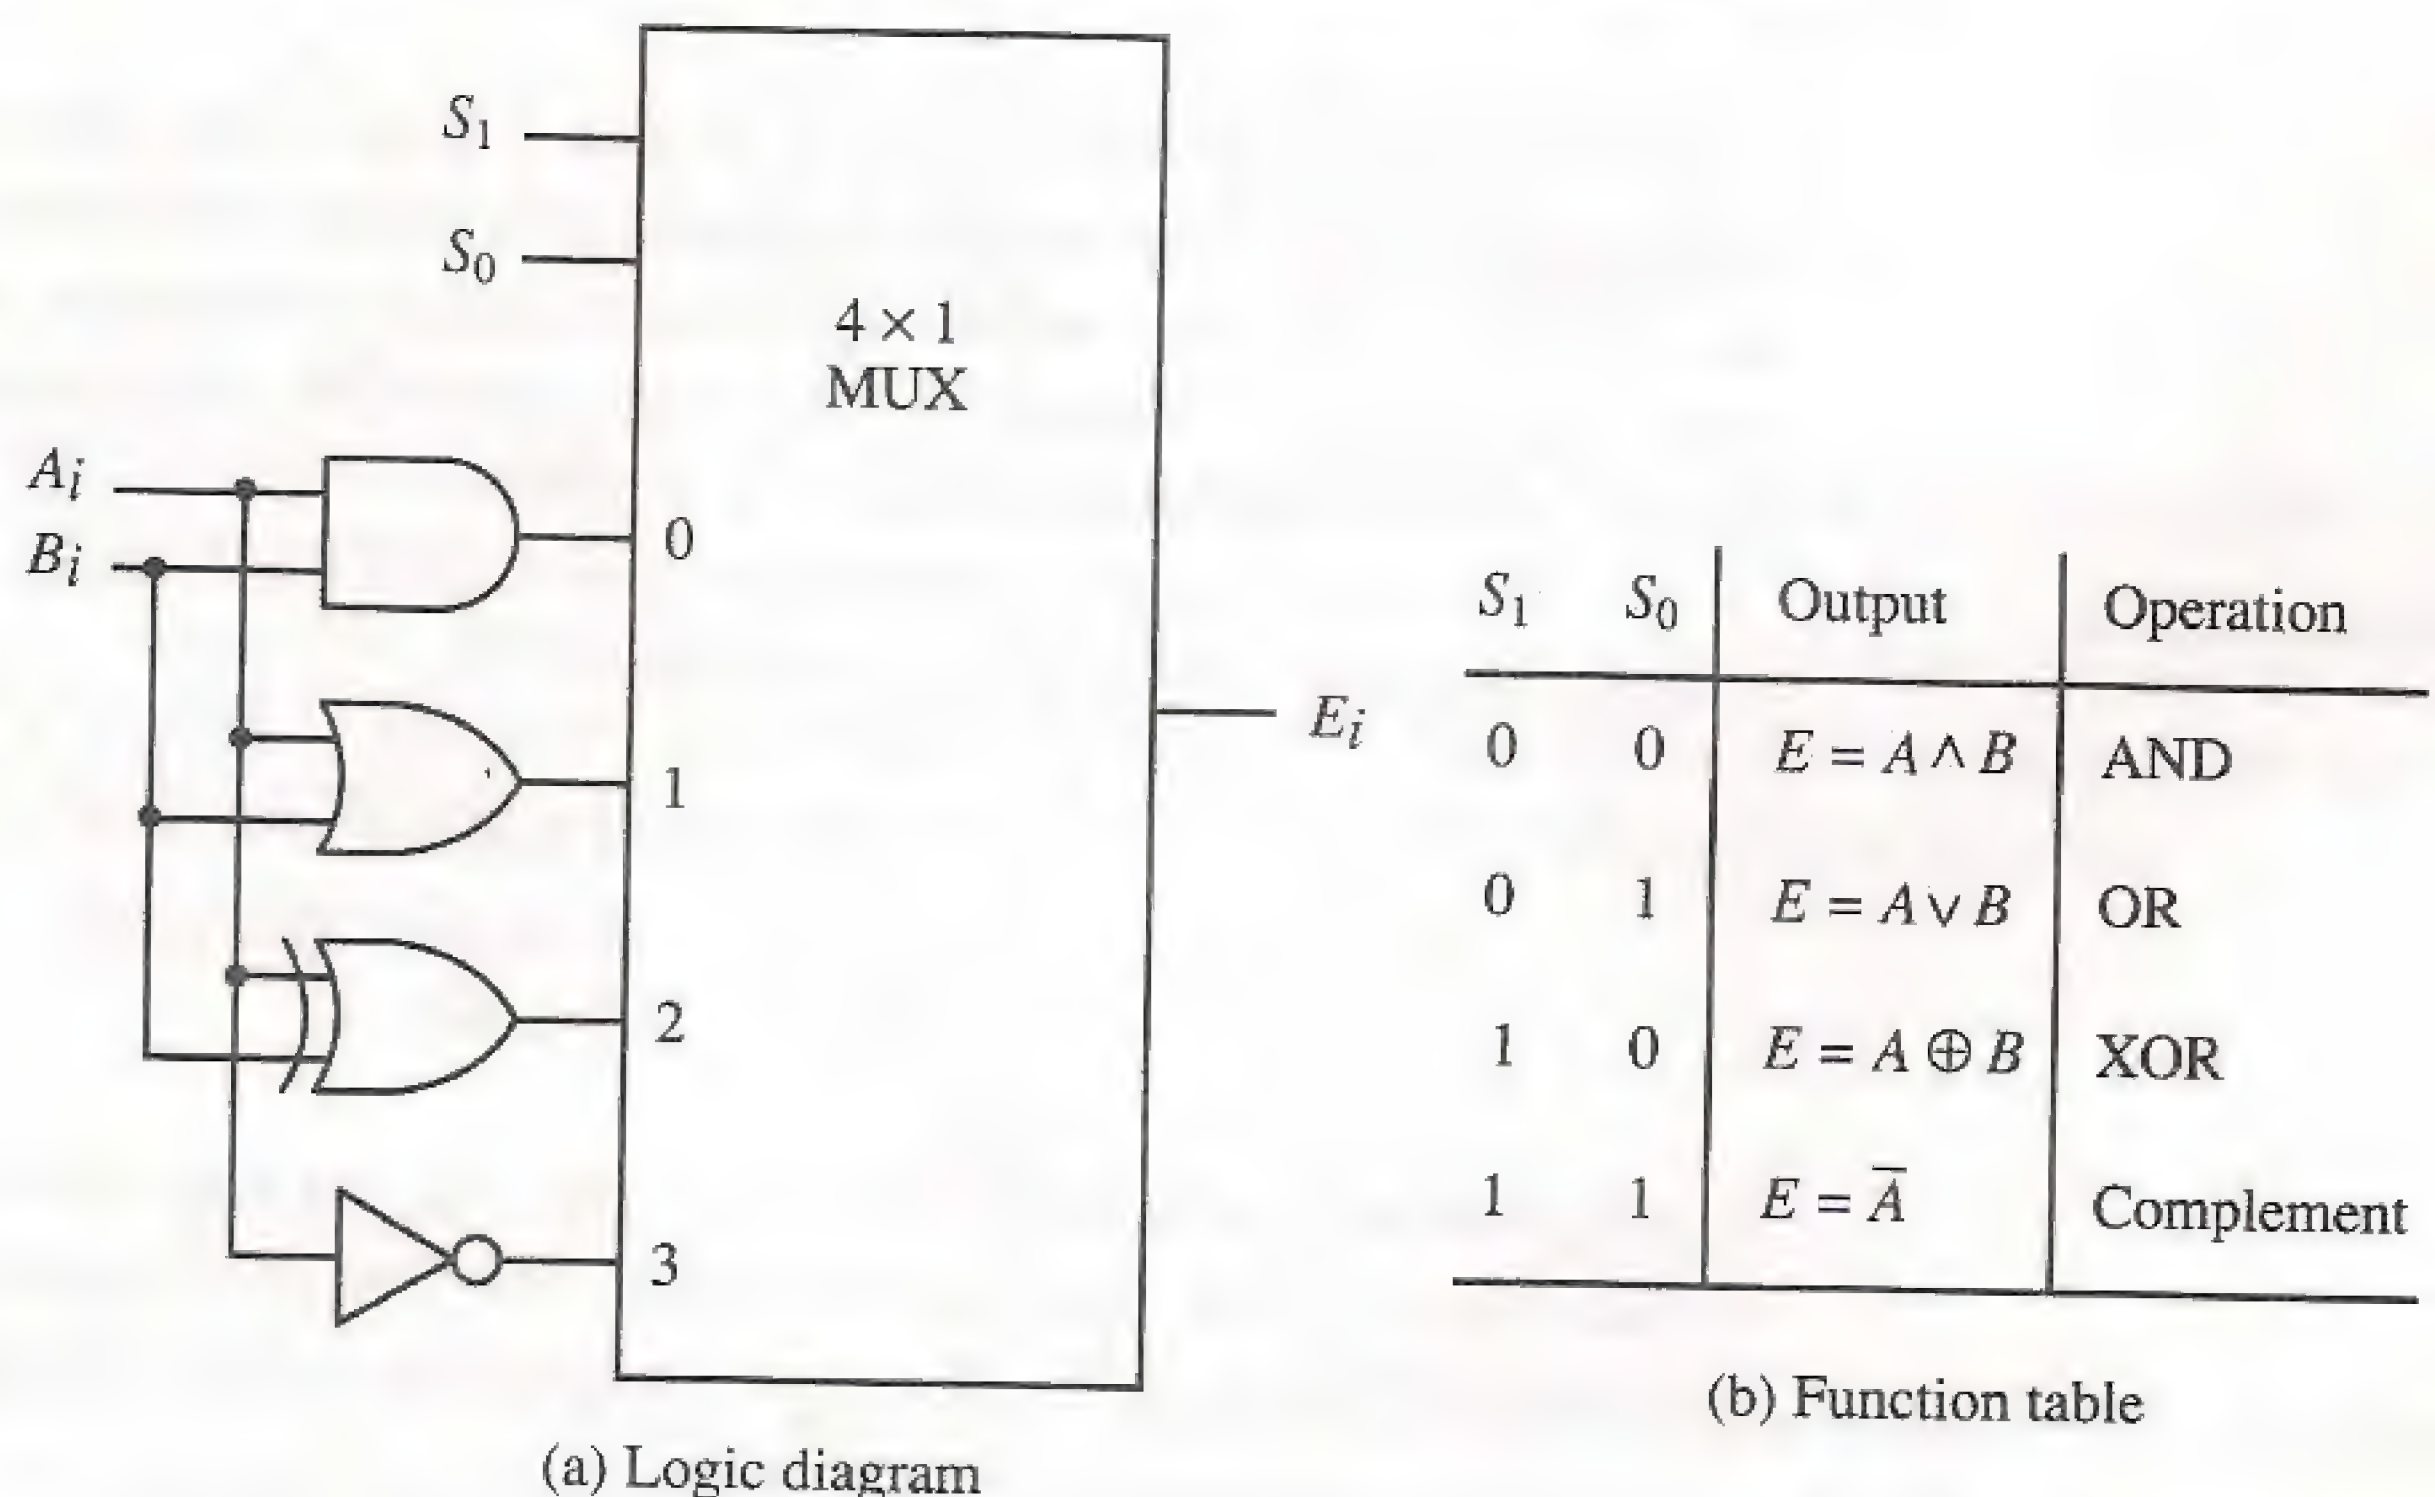 S₁
S₀
4 × 1
MUX
Aᵢ
Bᵢ
0
1
2
3
Eᵢ
(a) Logic diagram
S₁ S₀ Output Operation
0 0 E = A ∧ B AND
0 1 E = A ∨ B OR
1 0 E = A ⊕ B XOR
1 1 E = A̅ Complement
(b) Function table